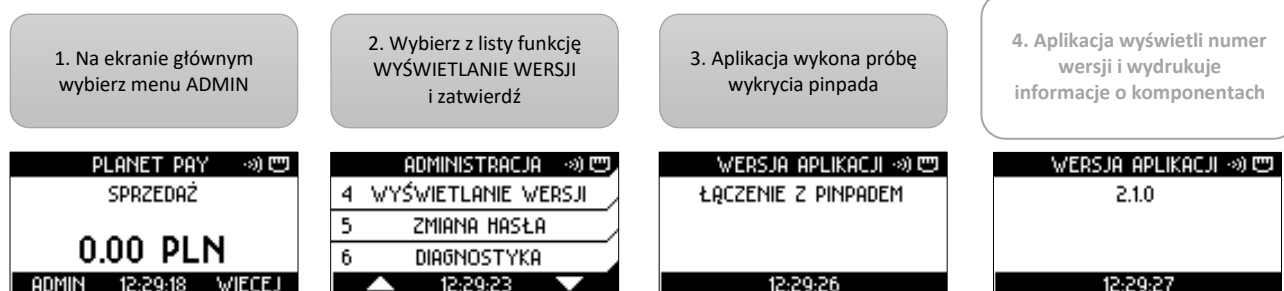 1. Na ekranie głównym
wybierz menu ADMIN
2. Wybierz z listy funkcję
WYŚWIETLANIE WERSJI
i zatwierdź
3. Aplikacja wykona próbę
wykrycia pinpada
4. Aplikacja wyświetli numer
wersji i wydrukuje
informacje o komponentach
PLANET PAY
SPRZEDAŻ
0.00 PLN
ADMIN 12:29:18 WIĘCEJ
ADMINISTRACJA
4 WYŚWIETLANIE WERSJI
5 ZMIANA HASŁA
6 DIAGNOSTYKA
12:29:23
WERSJA APLIKACJI
ŁĄCZENIE Z PINPADEM
12:29:26
WERSJA APLIKACJI
2.1.0
12:29:27